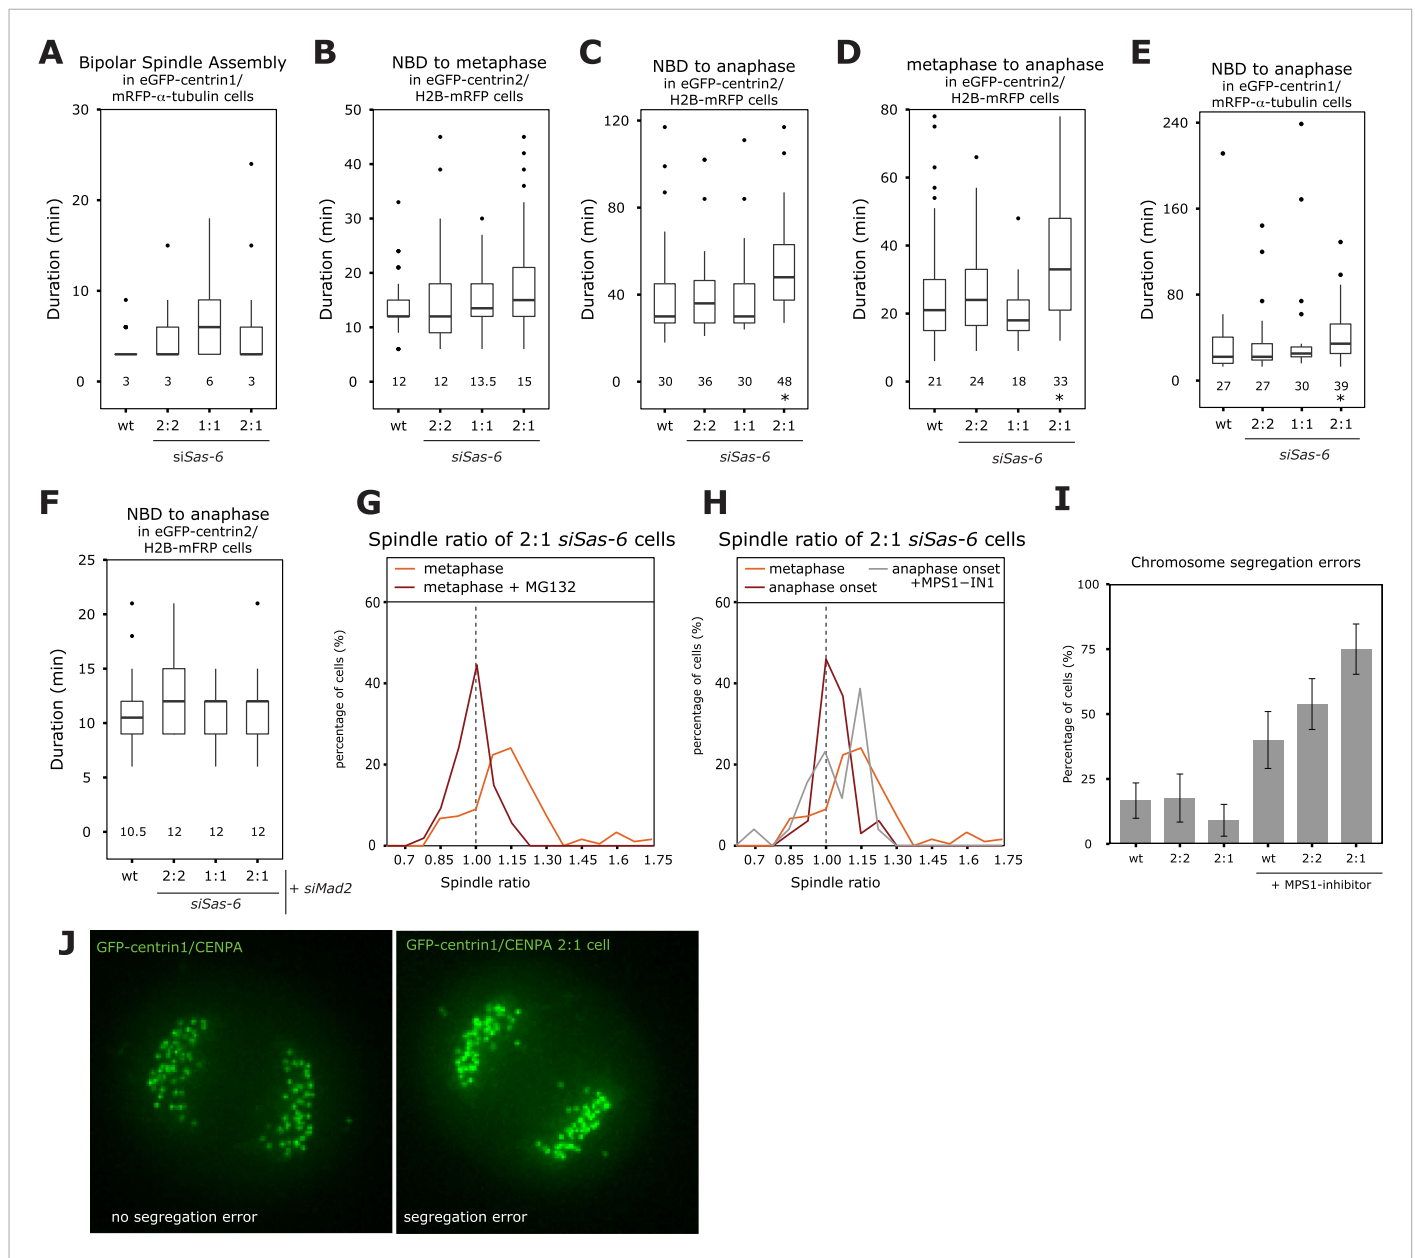 A
Bipolar Spindle Assembly
in eGFP-centrin1/
mRFP-α-tubulin cells
Duration (min)
30
20
10
0
3 3 6 3
wt 2:2 1:1 2:1
siSas-6
B
NBD to metaphase
in eGFP-centrin2/
H2B-mRFP cells
Duration (min)
50
40
30
20
10
0
12 12 13.5 15
wt 2:2 1:1 2:1
siSas-6
C
NBD to anaphase
in eGFP-centrin2/
H2B-mRFP cells
Duration (min)
120
80
40
0
30 36 30 48
*
wt 2:2 1:1 2:1
siSas-6
D
metaphase to anaphase
in eGFP-centrin2/
H2B-mRFP cells
Duration (min)
80
60
40
20
0
21 24 18 33
*
wt 2:2 1:1 2:1
siSas-6
E
NBD to anaphase
in eGFP-centrin1/
mRFP-α-tubulin cells
Duration (min)
240
160
80
0
27 27 30 39
*
wt 2:2 1:1 2:1
siSas-6
F
NBD to anaphase
in eGFP-centrin2/
H2B-mFRP cells
Duration (min)
25
20
15
10
5
0
10.5 12 12 12
wt 2:2 1:1 2:1
siSas-6
+ siMad2
G
Spindle ratio of 2:1 siSas-6 cells
metaphase
metaphase + MG132
percentage of cells (%)
60
40
20
0
0.7 0.85 1.00 1.15 1.30 1.45 1.6 1.75
Spindle ratio
H
Spindle ratio of 2:1 siSas-6 cells
metaphase
anaphase onset
anaphase onset
+MPS1−IN1
percentage of cells (%)
60
40
20
0
0.7 0.85 1.00 1.15 1.30 1.45 1.60 1.75
Spindle ratio
I
Chromosome segregation errors
Percentage of cells (%)
100
75
50
25
0
wt 2:2 2:1 wt 2:2 2:1
+ MPS1-inhibitor
J
GFP-centrin1/CENPA
no segregation error
GFP-centrin1/CENPA 2:1 cell
segregation error